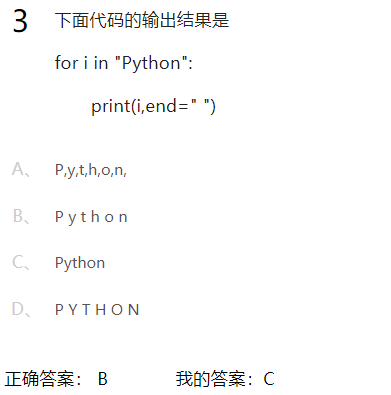 3 下面代码的输出结果是
for i in "Python":
print(i,end=" ")
A、 P,y,t,h,o,n,
B、 P y t h o n
C、 Python
D、 P Y T H O N
正确答案： B 我的答案：C